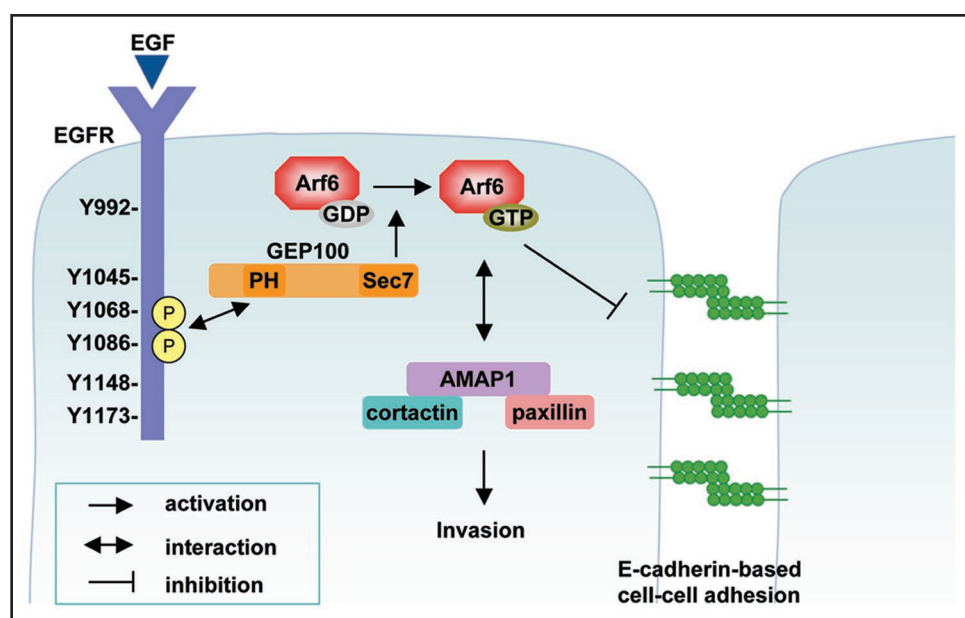 EGF
EGFR
Y992-
Y1045-
Y1068-
Y1086-
Y1148-
Y1173-
P
P
Arf6
GDP
Arf6
GTP
GEP100
PH
Sec7
AMAP1
cortactin
paxillin
Invasion
E-cadherin-based
cell-cell adhesion
activation
interaction
inhibition